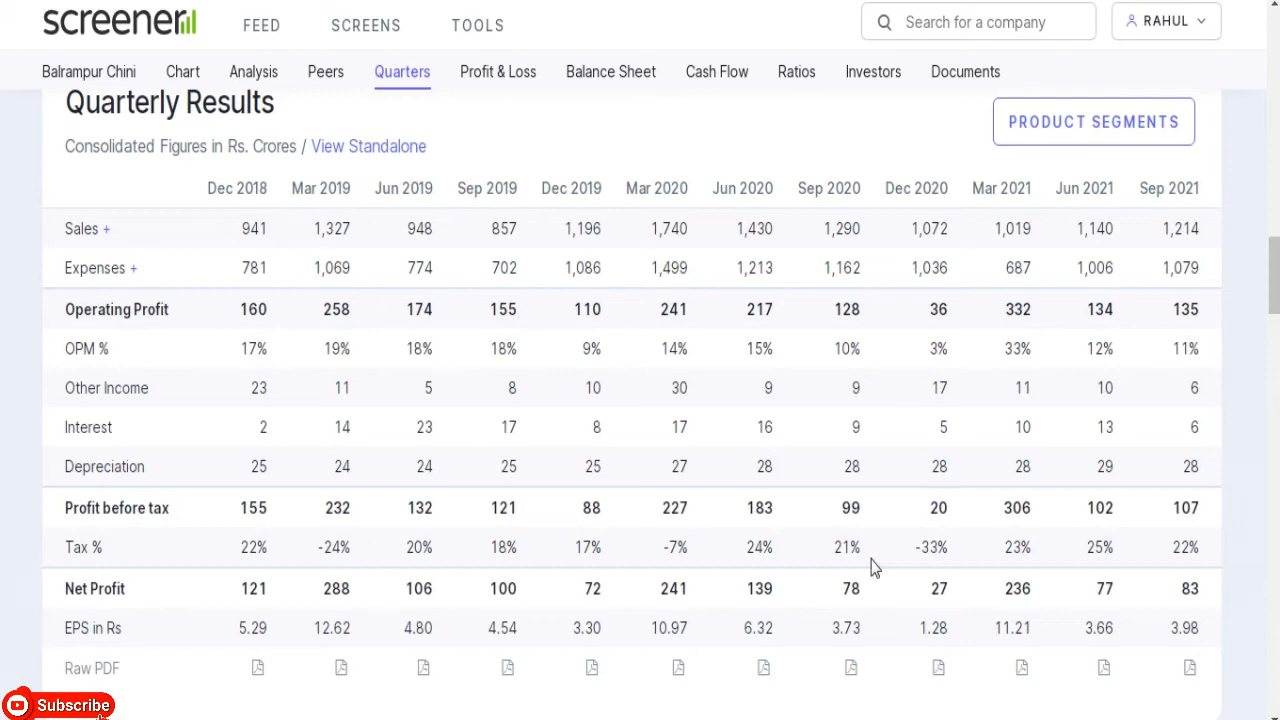 screener FEED SCREENS TOOLS Search for a company RAHUL
Balrampur Chini Chart Analysis Peers Quarters Profit & Loss Balance Sheet Cash Flow Ratios Investors Documents
Quarterly Results
PRODUCT SEGMENTS
Consolidated Figures in Rs. Crores / View Standalone
Dec 2018 Mar 2019 Jun 2019 Sep 2019 Dec 2019 Mar 2020 Jun 2020 Sep 2020 Dec 2020 Mar 2021 Jun 2021 Sep 2021
Sales + 941 1,327 948 857 1,196 1,740 1,430 1,290 1,072 1,019 1,140 1,214
Expenses + 781 1,069 774 702 1,086 1,499 1,213 1,162 1,036 687 1,006 1,079
Operating Profit 160 258 174 155 110 241 217 128 36 332 134 135
OPM % 17% 19% 18% 18% 9% 14% 15% 10% 3% 33% 12% 11%
Other Income 23 11 5 8 10 30 9 9 17 11 10 6
Interest 2 14 23 17 8 17 16 9 5 10 13 6
Depreciation 25 24 24 25 25 27 28 28 28 28 29 28
Profit before tax 155 232 132 121 88 227 183 99 20 306 102 107
Tax % 22% -24% 20% 18% 17% -7% 24% 21% -33% 23% 25% 22%
Net Profit 121 288 106 100 72 241 139 78 27 236 77 83
EPS in Rs 5.29 12.62 4.80 4.54 3.30 10.97 6.32 3.73 1.28 11.21 3.66 3.98
Raw PDF
Subscribe